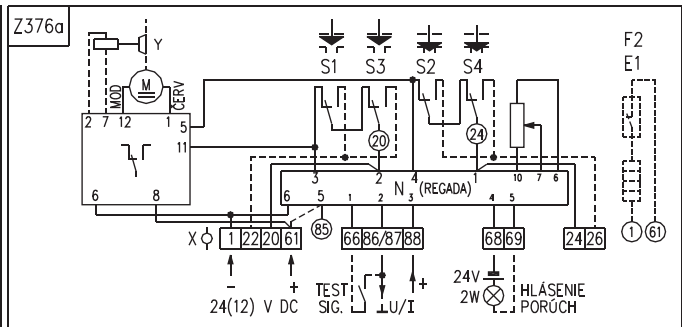 Z376a
Y
M
MOD
ČERV
2 7 12 1
5
11
6 8
S1 S3 S2 S4
20
24
3 2 4 1 10 7 6
N (REGADA)
6 5 1 2 3 4 5
85
X 1 22 20 61
66 86/87 88
68 69
24 26
− +
24(12) V DC
TEST
SIG.
U/I
+
24V
2W
HLÁSENIE
PORÚCH
F2
E1
1 61